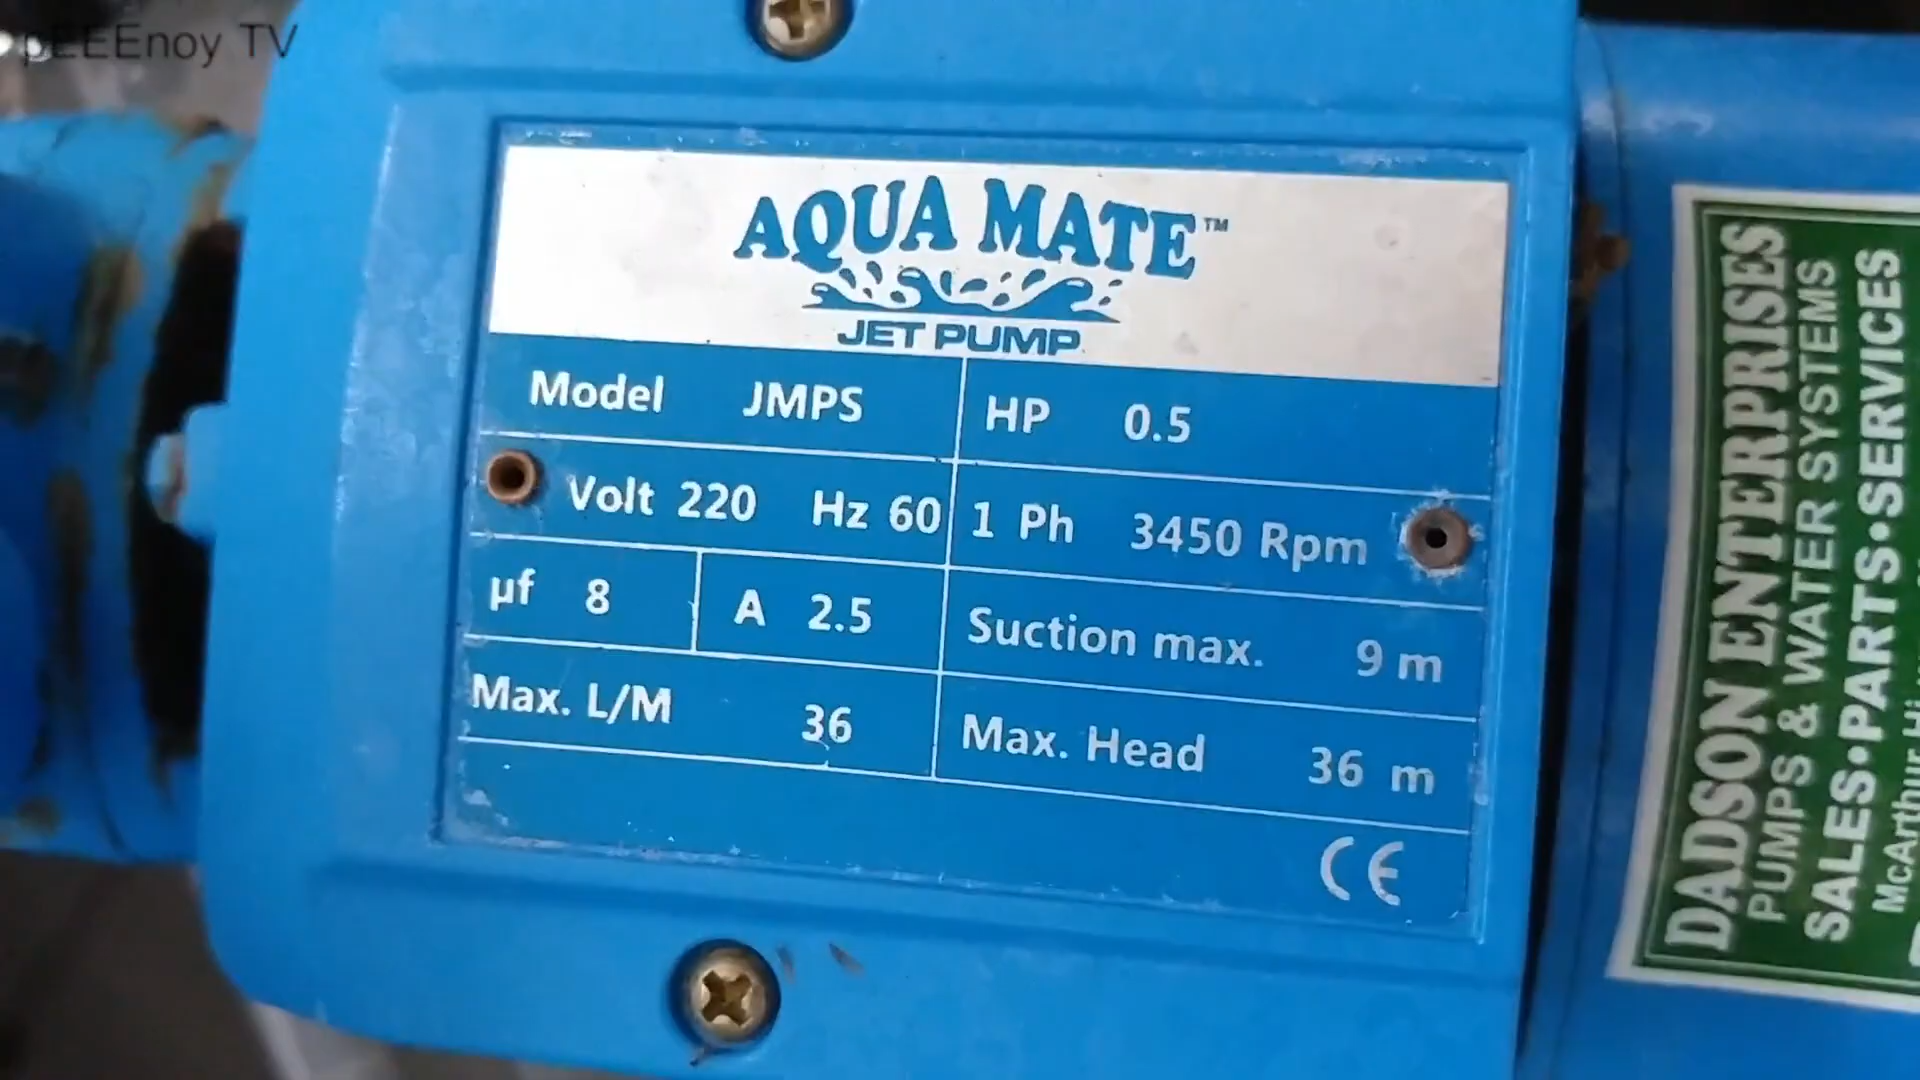 pEEEnoy TV
AQUA MATE™
JET PUMP
Model JMPS HP 0.5
Volt 220 Hz 60 1 Ph 3450 Rpm
µf 8 A 2.5 Suction max. 9 m
Max. L/M 36 Max. Head 36 m
CE
DADSON ENTERPRISES
PUMPS & WATER SYSTEMS
SALES•PARTS•SERVICES
McArthur